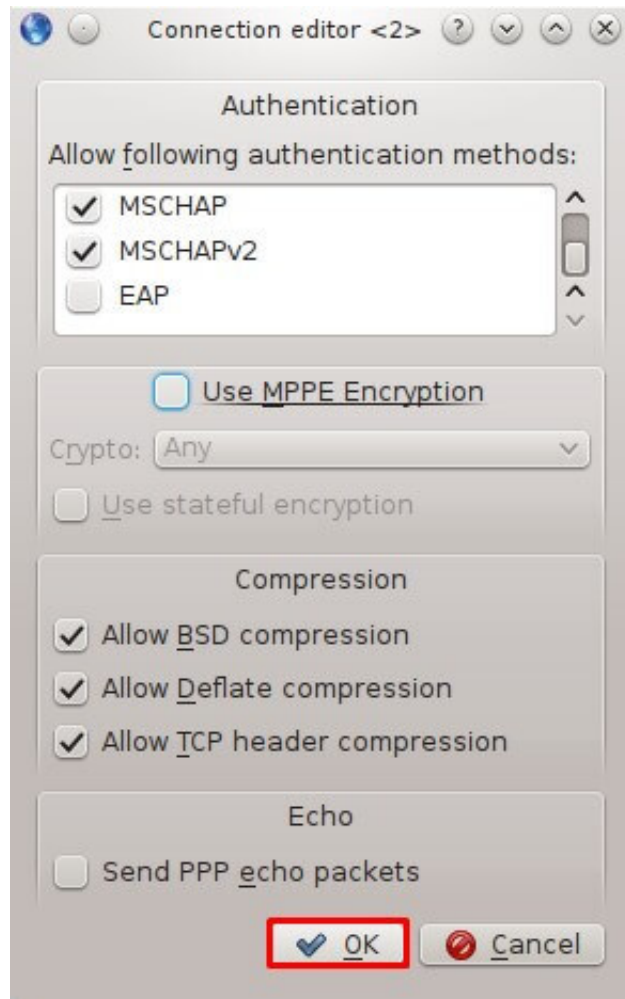 Connection editor <2>
Authentication
Allow following authentication methods:
MSCHAP
MSCHAPv2
EAP
Use MPPE Encryption
Crypto: Any
Use stateful encryption
Compression
Allow BSD compression
Allow Deflate compression
Allow TCP header compression
Echo
Send PPP echo packets
OK Cancel